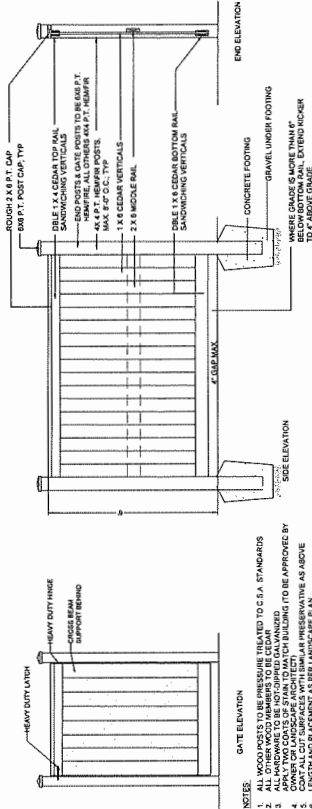 ROUGH 2 X 6 P.T. CAP
6X6 P.T. POST CAP, TYP
DBLE 1 X 4 CEDAR TOP RAIL
SANDWICHING VERTICALS
END POSTS & GATE POSTS TO BE 6X6 P.T.
HEM/FIRE, ALL OTHERS 4X4 P.T. HEM/FIR
4X 4 P.T. HEM/FIR POSTS,
MAX. 8'-0" O.C., TYP
1 X 6 CEDAR VERTICALS
2 X 6 MIDDLE RAIL
DBLE 1 X 6 CEDAR BOTTOM RAIL
SANDWICHING VERTICALS
END ELEVATION
CONCRETE FOOTING
GRAVEL UNDER FOOTING
WHERE GRADE IS MORE THAN 6"
BELOW BOTTOM RAIL, EXTEND KICKER
TO 4" ABOVE GRADE
4" GAP MAX
SIDE ELEVATION
HEAVY DUTY LATCH
HEAVY DUTY HINGE
CROSS BEAM
SUPPORT BEHIND
GATE ELEVATION
NOTES:
1. ALL WOOD POSTS TO BE PRESSURE TREATED TO C.S.A. STANDARDS
2. ALL OTHER WOOD MEMBERS TO BE CEDAR
3. ALL HARDWARE TO BE HOT-DIPPED GALVANIZED
4. APPLY TWO COATS OF STAIN TO MATCH BUILDING (TO BE APPROVED BY
OWNER OR LANDSCAPE ARCHITECT)
5. COAT ALL CUT SURFACES WITH SIMILAR PRESERVATIVE AS ABOVE
6. LENGTH AND PLACEMENT AS PER LANDSCAPE PLAN